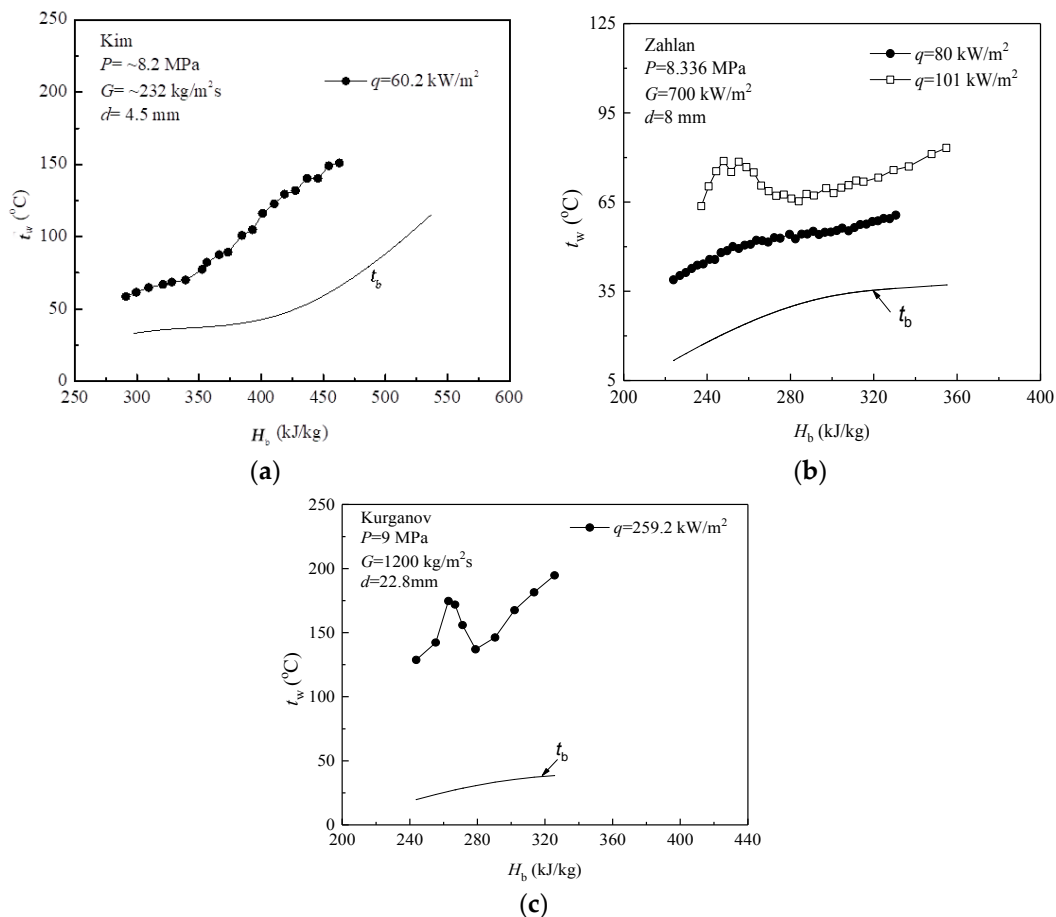 Kim
P= ~8.2 MPa
G= ~232 kg/m²s
d= 4.5 mm
q=60.2 kW/m²
250
200
150
100
50
0
t_w (°C)
t_b
250 300 350 400 450 500 550 600
H_b (kJ/kg)
(a)
Zahlan
P=8.336 MPa
G=700 kW/m²
d=8 mm
q=80 kW/m²
q=101 kW/m²
125
95
65
35
5
t_w (°C)
t_b
200 240 280 320 360 400
H_b (kJ/kg)
(b)
Kurganov
P=9 MPa
G=1200 kg/m²s
d=22.8mm
q=259.2 kW/m²
250
200
150
100
75
50
25
0
t_w (°C)
t_b
200 240 280 320 360 400 440
H_b (kJ/kg)
(c)